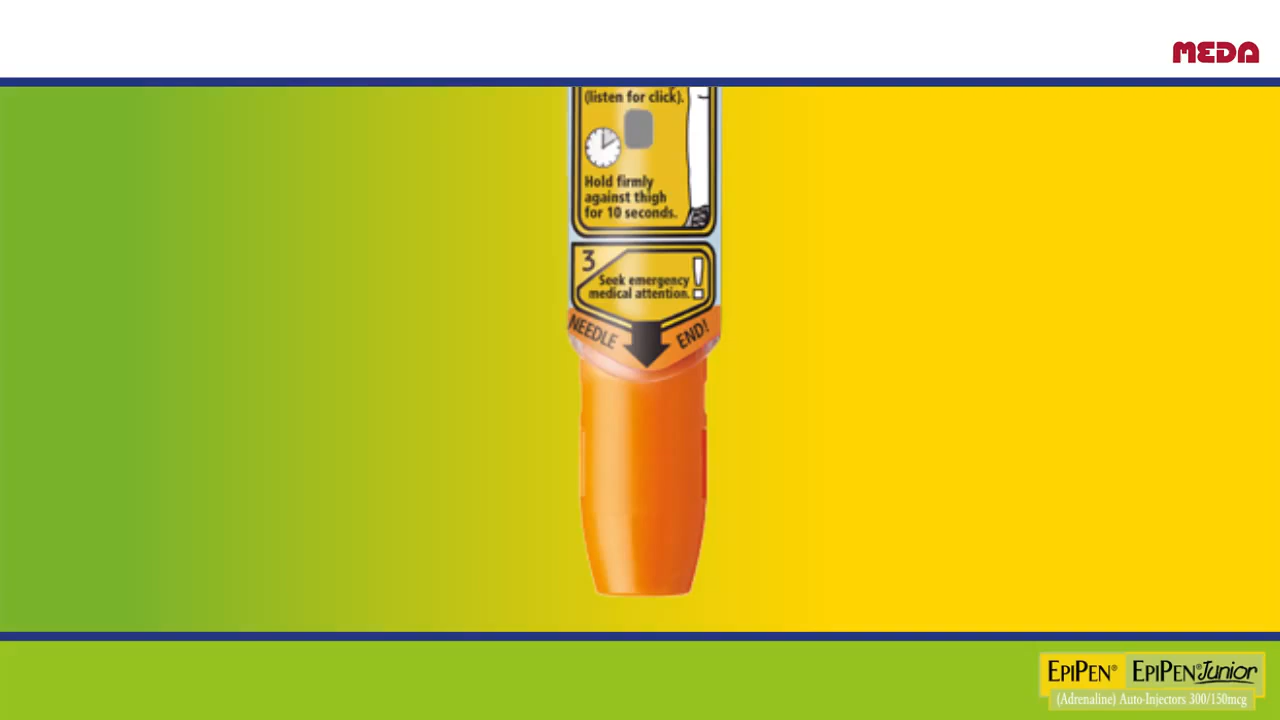 MEDA
(listen for click).
Hold firmly
against thigh
for 10 seconds.
3
Seek emergency
medical attention.
!
NEEDLE END!
EPIPEN® EPIPEN® Junior
(Adrenaline) Auto-Injectors 300/150mcg